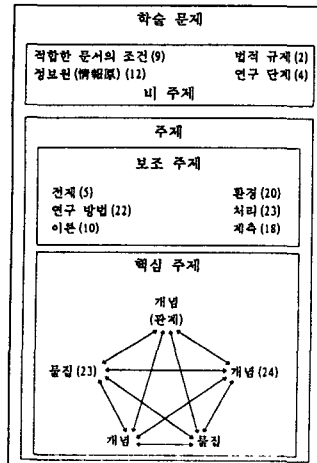 학술 문제
적합한 문서의 조건(9) 법적 규제(2)
정보원(情報原)(12) 연구 단계(4)
비 주제
주제
보조 주제
전제(5) 환경(20)
연구 방법(22) 처리(23)
이론(10) 계측(18)
핵심 주제
개념
(관계)
물질(23) 개념(24)
개념 물질